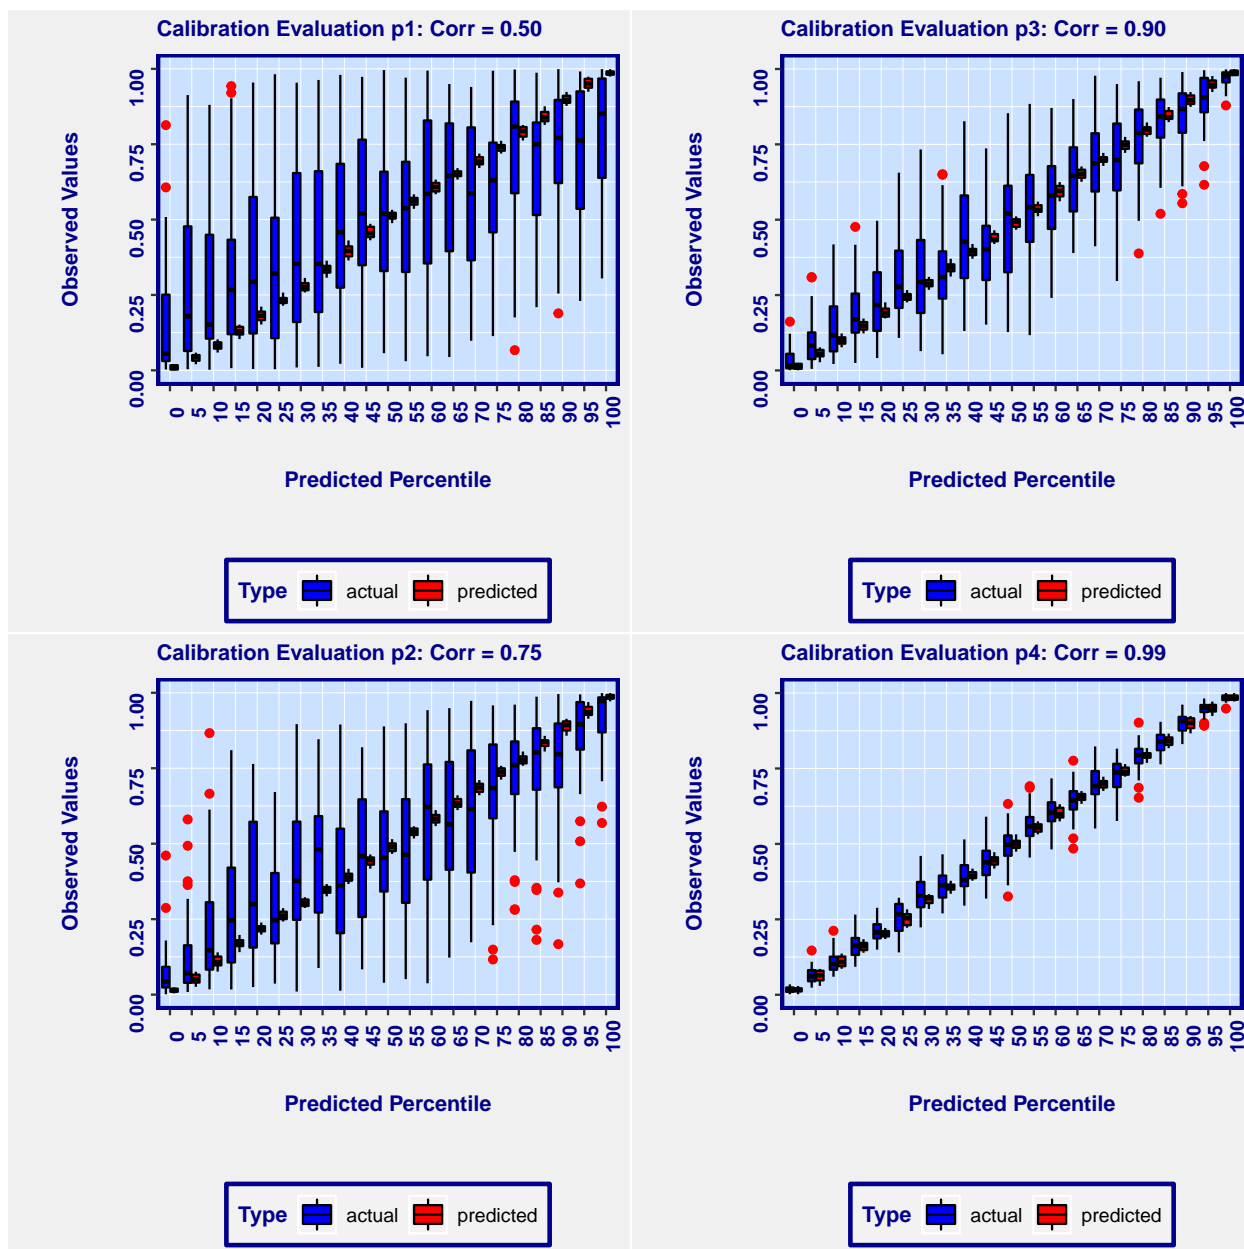 Calibration Evaluation p1: Corr = 0.50
Observed Values
1.00
0.75
0.50
0.25
0.00
0 5 10 15 20 25 30 35 40 45 50 55 60 65 70 75 80 85 90 95 100
Predicted Percentile
Type actual predicted
Calibration Evaluation p3: Corr = 0.90
Observed Values
1.00
0.75
0.50
0.25
0.00
0 5 10 15 20 25 30 35 40 45 50 55 60 65 70 75 80 85 90 95 100
Predicted Percentile
Type actual predicted
Calibration Evaluation p2: Corr = 0.75
Observed Values
1.00
0.75
0.50
0.25
0.00
0 5 10 15 20 25 30 35 40 45 50 55 60 65 70 75 80 85 90 95 100
Predicted Percentile
Type actual predicted
Calibration Evaluation p4: Corr = 0.99
Observed Values
1.00
0.75
0.50
0.25
0.00
0 5 10 15 20 25 30 35 40 45 50 55 60 65 70 75 80 85 90 95 100
Predicted Percentile
Type actual predicted